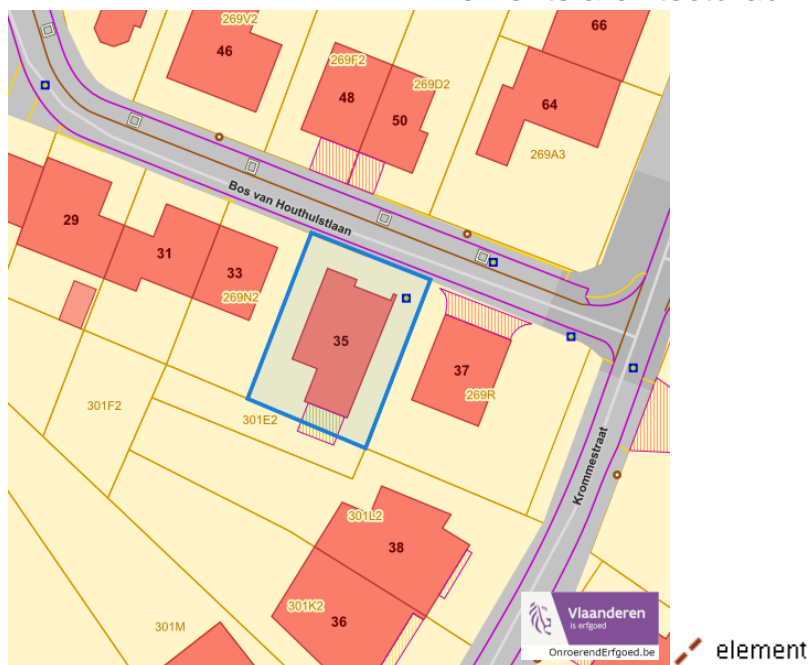 269V2
46
66
269F2
48
269D2
50
64
269A3
Bos van Houthulstlaan
29
31
33
269N2
35
37
269R
301F2
301E2
Krommestraat
301L2
38
301K2
36
301M
Vlaanderen
is erfgoed
OnroerendErfgoed.be
element